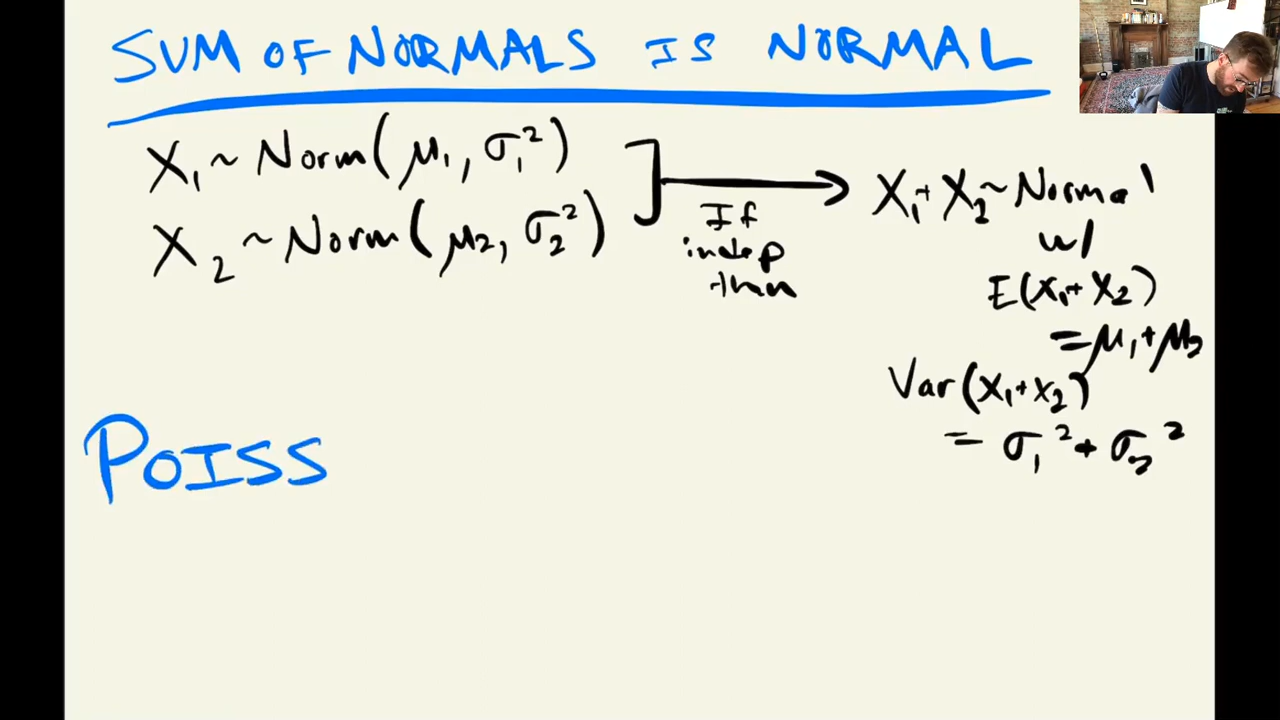 SUM OF NORMALS IS NORMAL
X₁ ~ Norm(μ₁, σ₁²)
X₂ ~ Norm(μ₂, σ₂²)
If
indep
then
X₁+X₂ ~ Normal
w/
E(X₁+X₂)
= μ₁+μ₂
Var(X₁+X₂)
= σ₁² + σ₂²
POISS